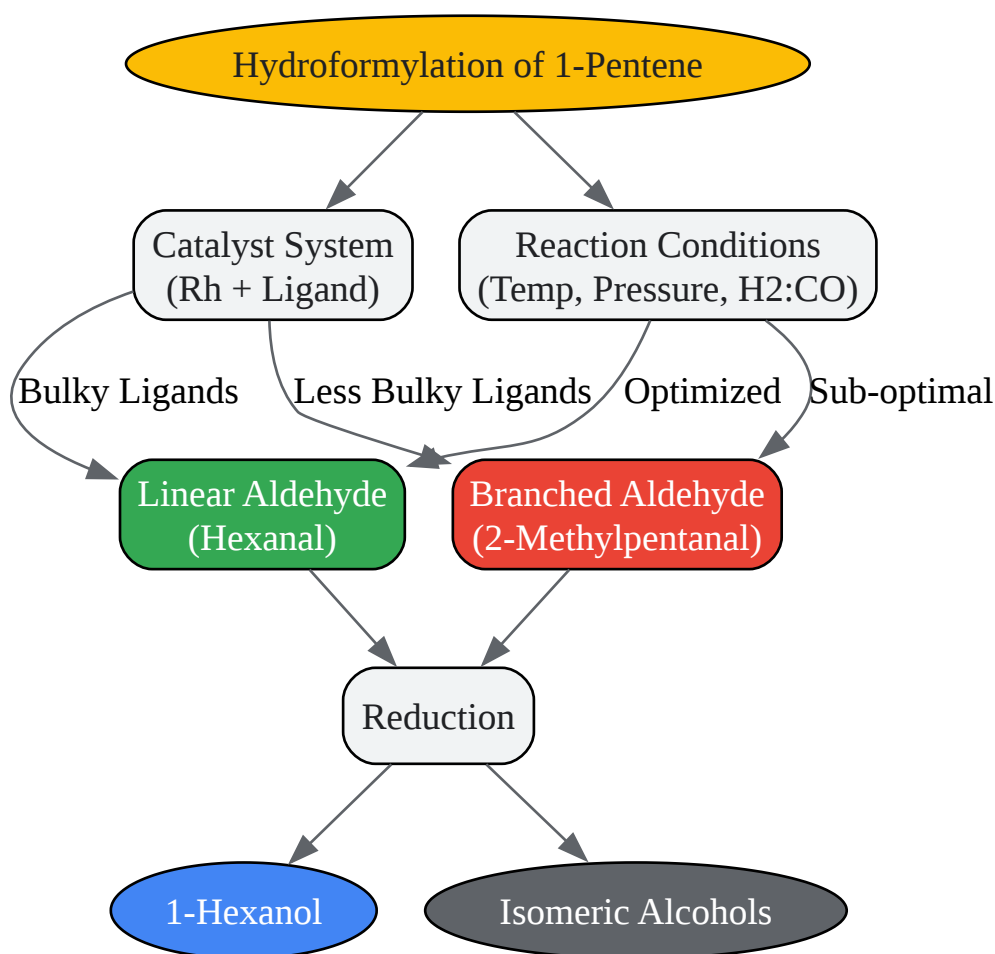 Hydroformylation of 1-Pentene
Catalyst System
(Rh + Ligand)
Reaction Conditions
(Temp, Pressure, H2:CO)
Bulky Ligands
Less Bulky Ligands
Optimized
Sub-optimal
Linear Aldehyde
(Hexanal)
Branched Aldehyde
(2-Methylpentanal)
Reduction
1-Hexanol
Isomeric Alcohols